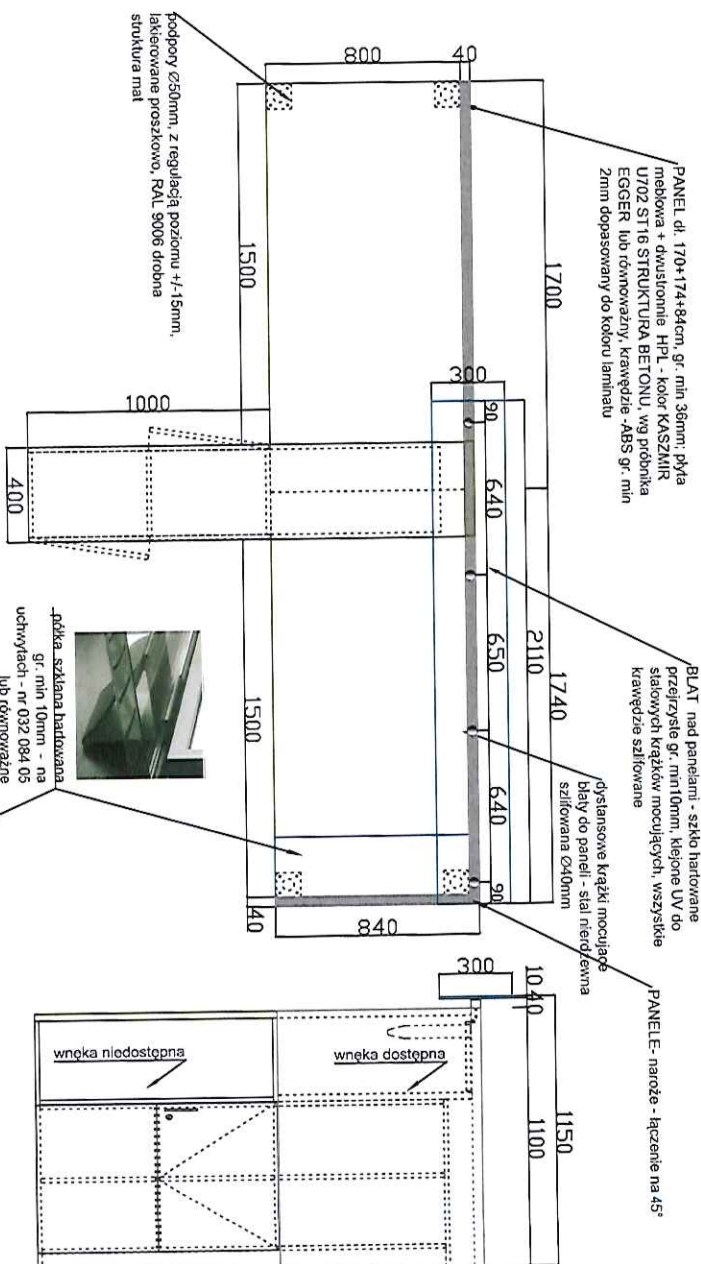 PANEL dł. 170+174+84cm, gr. min 36mm; płyta
meblowa + dwustronnie HPL - kolor KASZMIR
U702 ST16 STRUKTURA BETONU, wg próbnika
EGGER lub równoważny, krawędzie -ABS gr. min
2mm dopasowany do koloru laminatu
BLAT nad panelami - szkło hartowane
przejrzyste gr. min10mm, klejone UV do
stalowych krążków mocujących, wszystkie
krawędzie szlifowane
PANELE- naroże - łączenie na 45°
dystansowe krążki mocujące
blaty do paneli - stal nierdzewna
szlifowana Ø40mm
podpory Ø50mm, z regulacją poziomu +/-15mm,
lakierowane proszkowo, RAL 9006 drobna
struktura mat
półka szklana hartowana
gr. min 10mm - na
uchwytach - nr 032 084 05
lub równoważne
wnęka niedostępna
wnęka dostępna
1700
1740
2110
300
90
640
650
640
90
40
800
1500
1500
1000
400
840
40
300
10
40
1150
1100